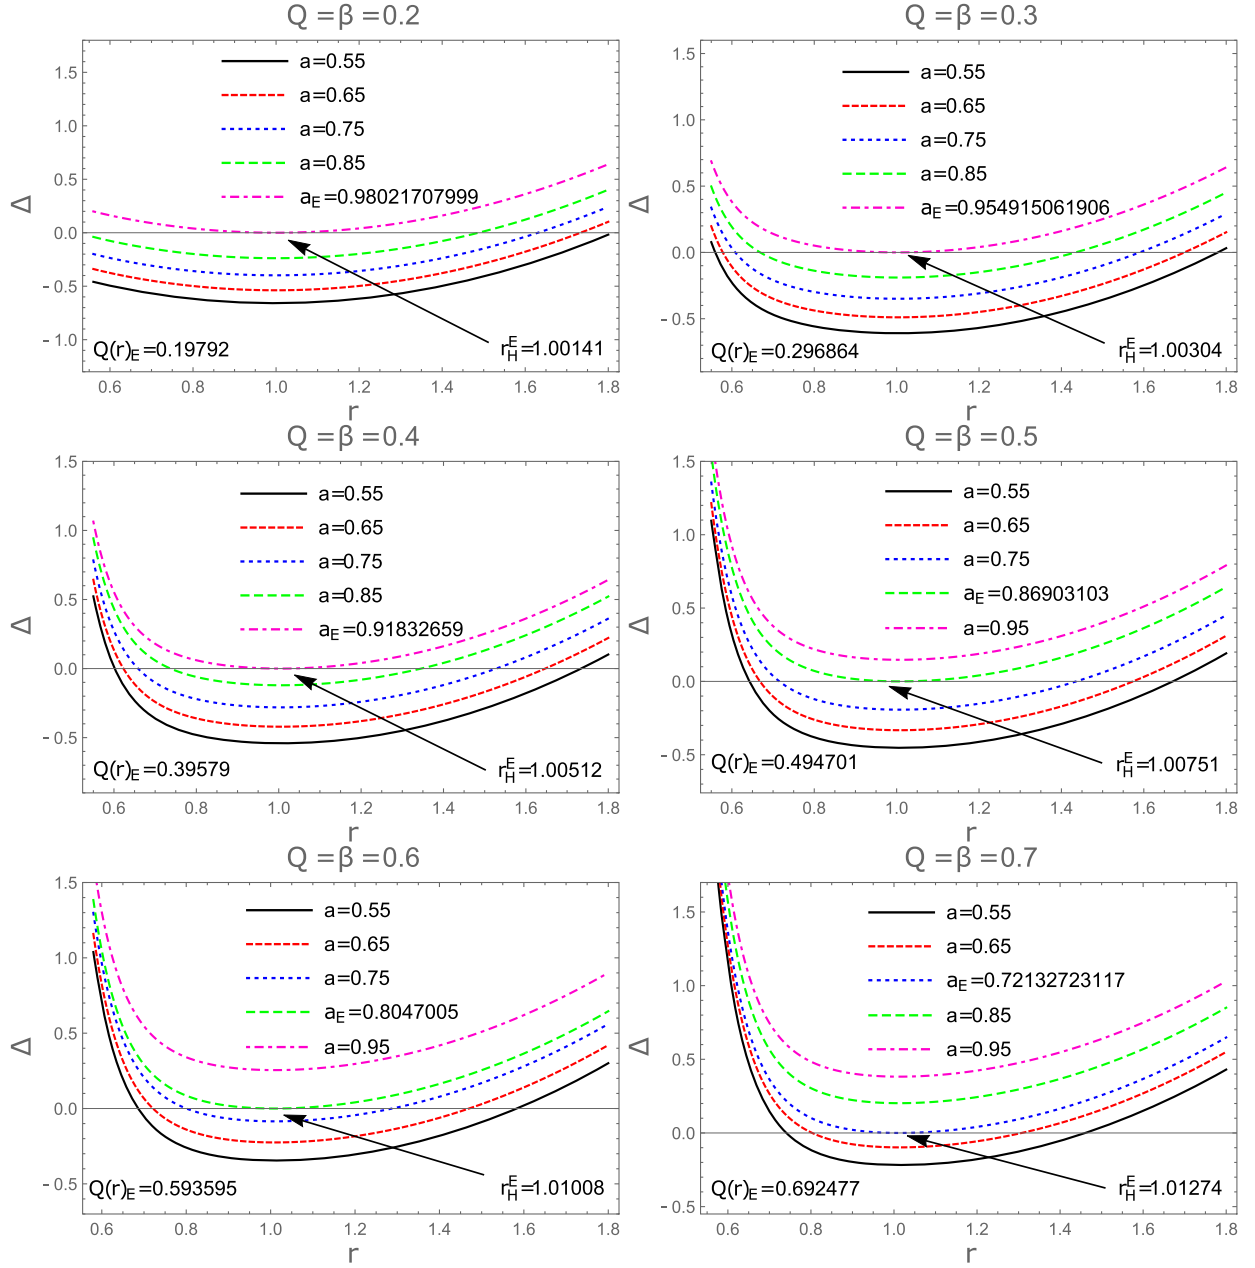 Q = β = 0.2
1.5
1.0
0.5
0.0
-0.5
-1.0
Δ
a=0.55
a=0.65
a=0.75
a=0.85
a_E=0.98021707999
Q(r)_E=0.19792
r_H^E=1.00141
0.6 0.8 1.0 1.2 1.4 1.6 1.8
r
Q = β = 0.3
1.5
1.0
0.5
0.0
-0.5
Δ
a=0.55
a=0.65
a=0.75
a=0.85
a_E=0.954915061906
Q(r)_E=0.296864
r_H^E=1.00304
0.6 0.8 1.0 1.2 1.4 1.6 1.8
r
Q = β = 0.4
1.5
1.0
0.5
0.0
-0.5
Δ
a=0.55
a=0.65
a=0.75
a=0.85
a_E=0.91832659
Q(r)_E=0.39579
r_H^E=1.00512
0.6 0.8 1.0 1.2 1.4 1.6 1.8
r
Q = β = 0.5
1.5
1.0
0.5
0.0
-0.5
Δ
a=0.55
a=0.65
a=0.75
a_E=0.86903103
a=0.95
Q(r)_E=0.494701
r_H^E=1.00751
0.6 0.8 1.0 1.2 1.4 1.6 1.8
r
Q = β = 0.6
1.5
1.0
0.5
0.0
-0.5
Δ
a=0.55
a=0.65
a=0.75
a_E=0.8047005
a=0.95
Q(r)_E=0.593595
r_H^E=1.01008
0.6 0.8 1.0 1.2 1.4 1.6 1.8
r
Q = β = 0.7
1.5
1.0
0.5
0.0
-0.5
Δ
a=0.55
a=0.65
a_E=0.72132723117
a=0.85
a=0.95
Q(r)_E=0.692477
r_H^E=1.01274
0.6 0.8 1.0 1.2 1.4 1.6 1.8
r